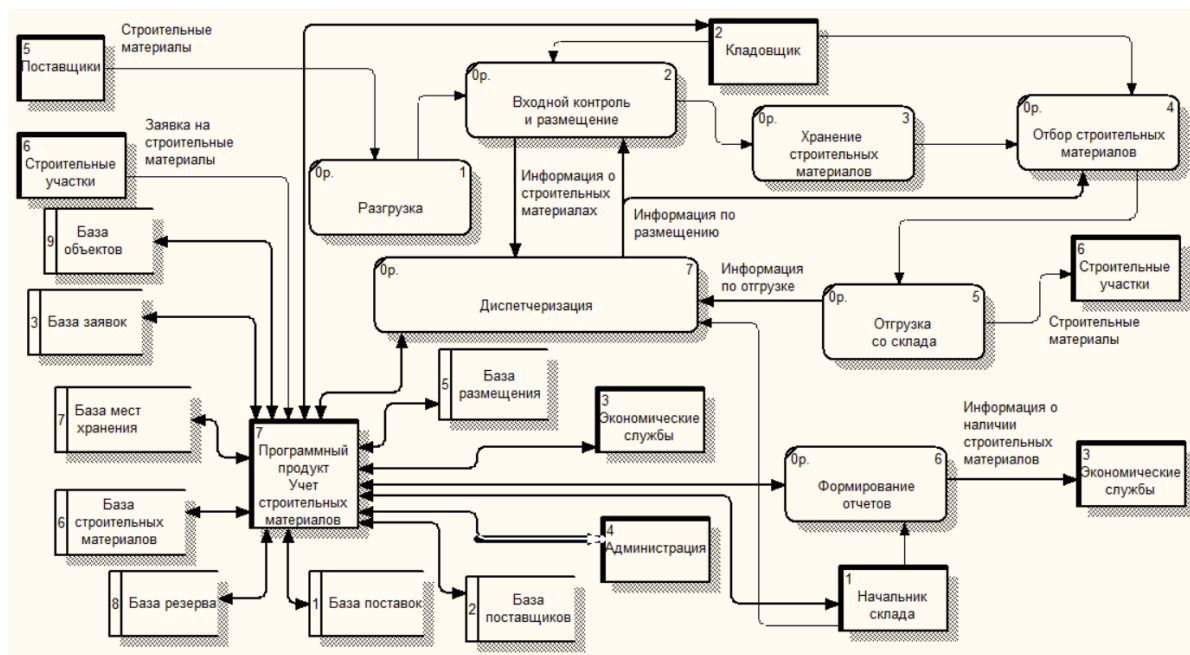 Строительные
материалы
5
Поставщики
2
Кладовщик
0р.
2
Входной контроль
и размещение
0р.
3
Хранение
строительных
материалов
0р.
4
Отбор строительных
материалов
Заявка на
строительные
материалы
6
Строительные
участки
0р.
1
Разгрузка
Информация о
строительных
материалах
Информация по
размещению
9
База
объектов
0р.
7
Диспетчеризация
Информация
по отгрузке
0р.
5
Отгрузка
со склада
6
Строительные
участки
Строительные
материалы
3
База заявок
5
База
размещения
7
База мест
хранения
7
Программный
продукт
Учет
строительных
материалов
3
Экономические
службы
0р.
6
Формирование
отчетов
Информация о
наличии
строительных
материалов
3
Экономические
службы
6
База
строительных
материалов
4
Администрация
8
База резерва
1
База поставок
2
База
поставщиков
1
Начальник
склада